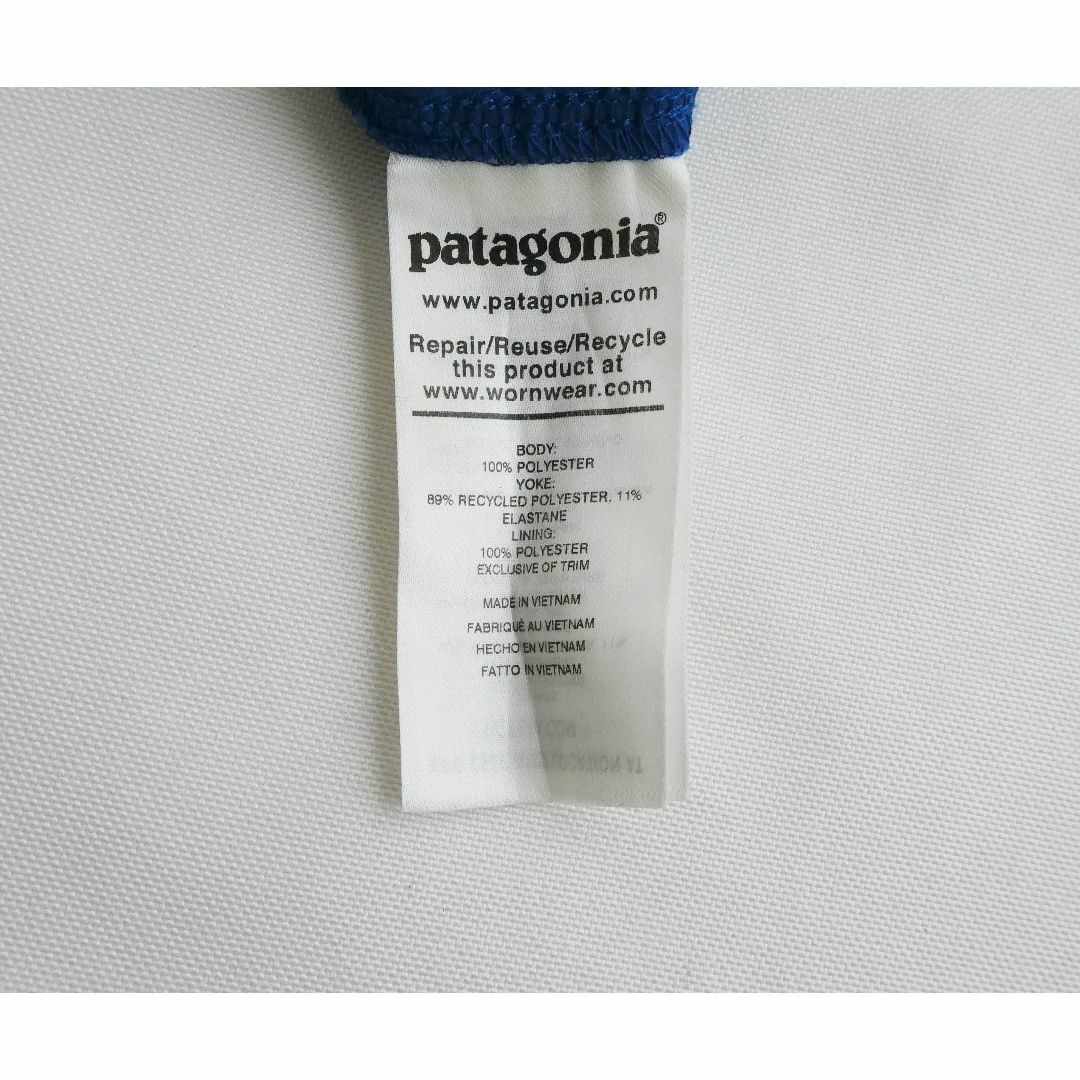 patagonia®
www.patagonia.com
Repair/Reuse/Recycle
this product at
www.wornwear.com
BODY:
100% POLYESTER
YOKE:
89% RECYCLED POLYESTER, 11%
ELASTANE
LINING:
100% POLYESTER
EXCLUSIVE OF TRIM
MADE IN VIETNAM
FABRIQUÉ AU VIETNAM
HECHO EN VIETNAM
FATTO IN VIETNAM